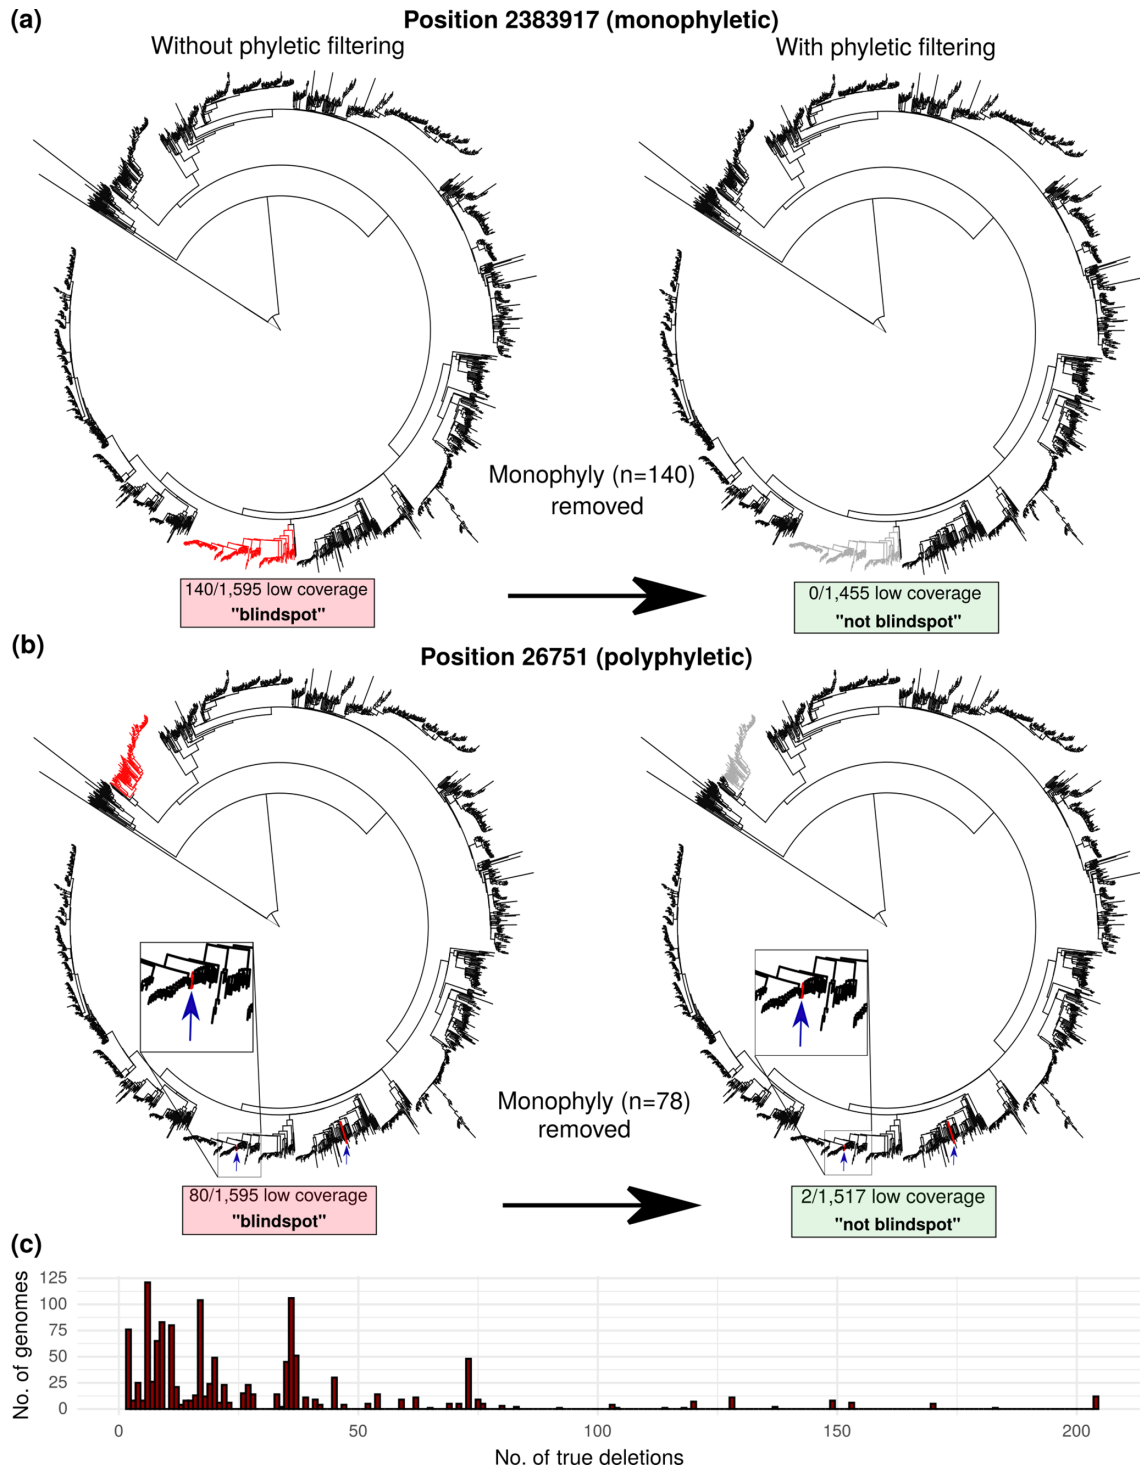 (a)
Position 2383917 (monophyletic)
Without phyletic filtering
With phyletic filtering
Monophyly (n=140)
removed
140/1,595 low coverage
"blindspot"
0/1,455 low coverage
"not blindspot"
(b)
Position 26751 (polyphyletic)
Monophyly (n=78)
removed
80/1,595 low coverage
"blindspot"
2/1,517 low coverage
"not blindspot"
(c)
No. of genomes
125
100
75
50
25
0
0
50
100
150
200
No. of true deletions